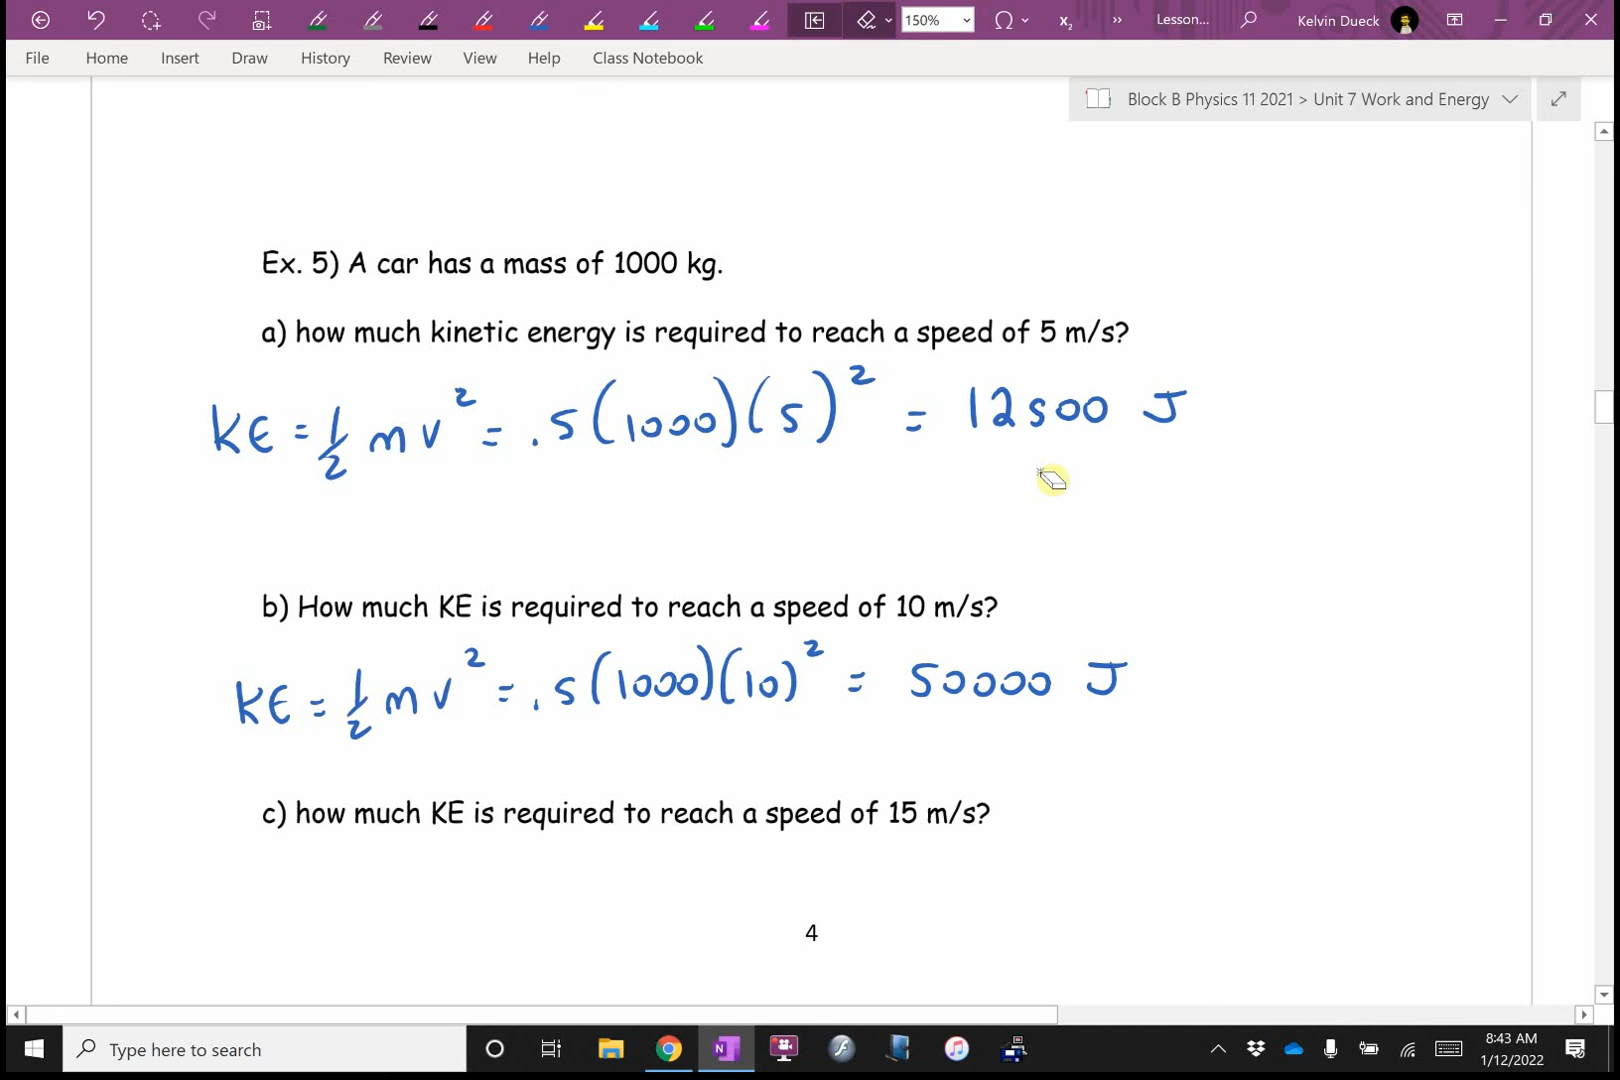 150% Ω x₂ » Lesson... Kelvin Dueck
File Home Insert Draw History Review View Help Class Notebook
Block B Physics 11 2021 > Unit 7 Work and Energy
Ex. 5) A car has a mass of 1000 kg.
a) how much kinetic energy is required to reach a speed of 5 m/s?
KE = 1/2 m v² = .5(1000)(5)² = 12500 J
b) How much KE is required to reach a speed of 10 m/s?
KE = 1/2 m v² = .5(1000)(10)² = 50000 J
c) how much KE is required to reach a speed of 15 m/s?
4
Type here to search
8:43 AM
1/12/2022